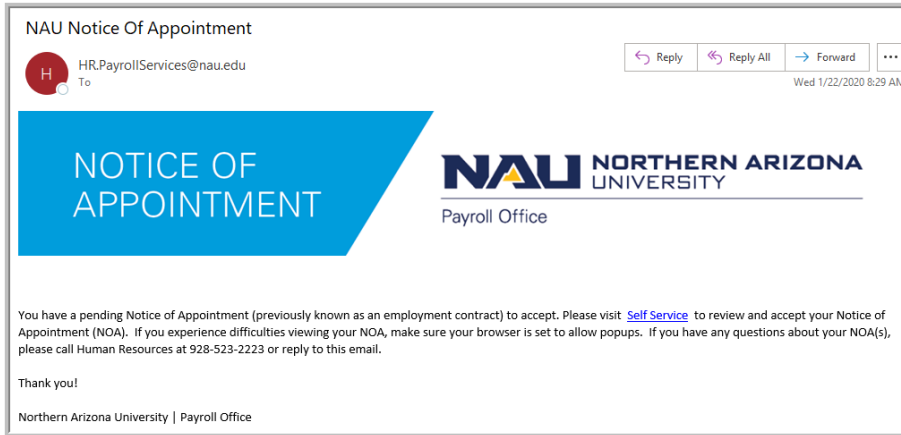 NAU Notice Of Appointment
H
HR.PayrollServices@nau.edu
To
Reply
Reply All
Forward
Wed 1/22/2020 8:29 AM
NOTICE OF
APPOINTMENT
NAU NORTHERN ARIZONA
UNIVERSITY
Payroll Office
You have a pending Notice of Appointment (previously known as an employment contract) to accept. Please visit Self Service to review and accept your Notice of
Appointment (NOA). If you experience difficulties viewing your NOA, make sure your browser is set to allow popups. If you have any questions about your NOA(s),
please call Human Resources at 928-523-2223 or reply to this email.
Thank you!
Northern Arizona University | Payroll Office